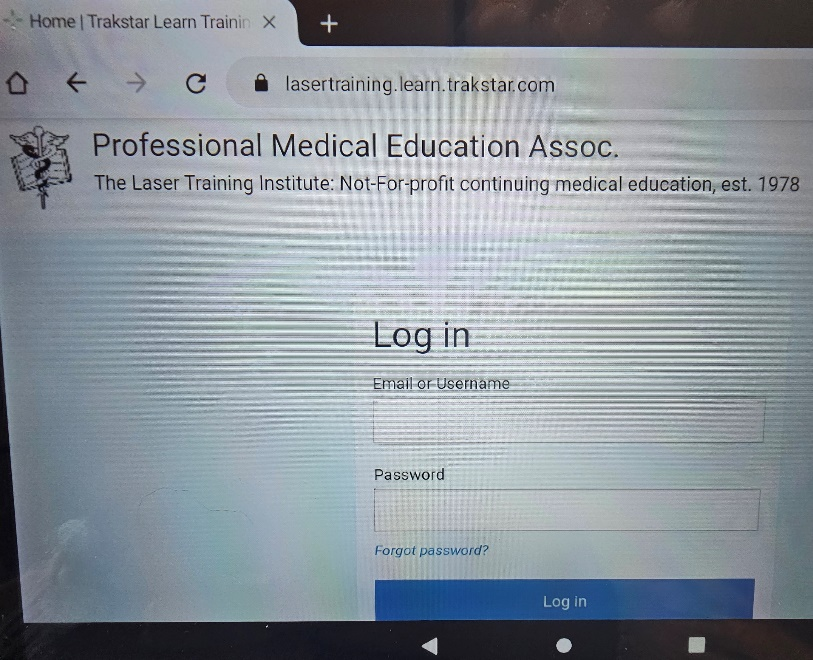 Home | Trakstar Learn Trainin
lasertraining.learn.trakstar.com
Professional Medical Education Assoc.
The Laser Training Institute: Not-For-profit continuing medical education, est. 1978
Log in
Email or Username
Password
Forgot password?
Log in